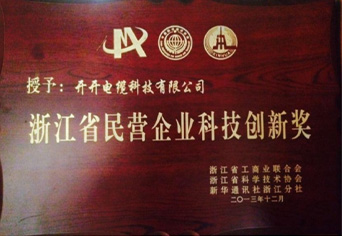 授予：开开电缆科技有限公司
浙江省民营企业科技创新奖
浙江省工商业联合会
浙江省科学技术协会
新华通讯社浙江分社
二〇一三年十二月